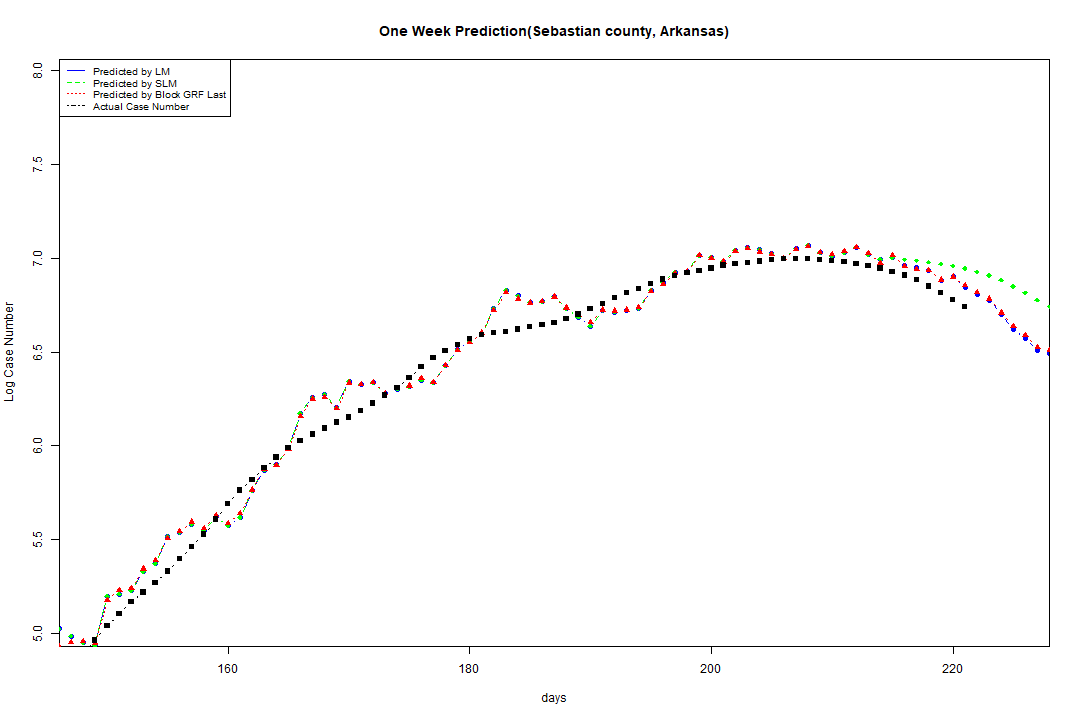 One Week Prediction(Sebastian county, Arkansas)
Predicted by LM
Predicted by SLM
Predicted by Block GRF Last
Actual Case Number
8.0
7.5
7.0
6.5
6.0
5.5
5.0
Log Case Number
160 180 200 220
days